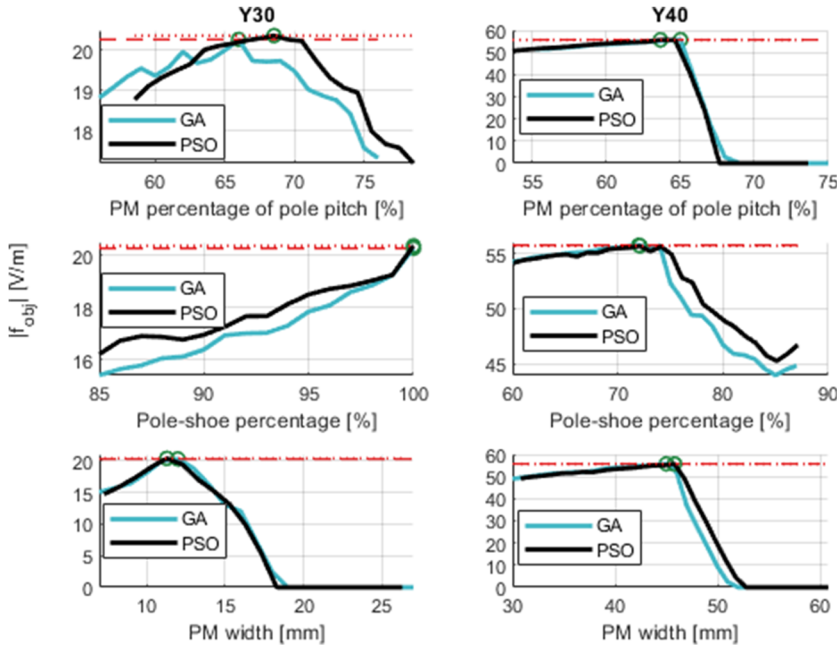 Y30
Y40
20
19
18
GA
PSO
60 65 70 75
PM percentage of pole pitch [%]
60
50
40
30
20
10
0
GA
PSO
55 60 65 70 75
PM percentage of pole pitch [%]
|f_obj| [V/m]
20
18
16
GA
PSO
85 90 95 100
Pole-shoe percentage [%]
55
50
45
GA
PSO
60 70 80 90
Pole-shoe percentage [%]
20
15
10
5
0
GA
PSO
10 15 20 25
PM width [mm]
60
50
40
30
20
10
0
GA
PSO
30 40 50 60
PM width [mm]